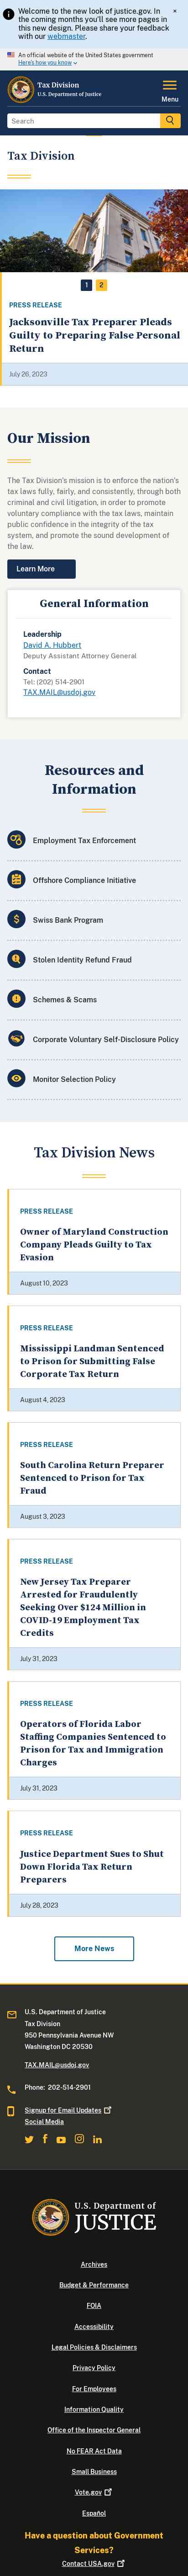 Welcome to the new look of justice.gov. In
the coming months you'll see more pages in
this new design. Please share your feedback
with our webmaster.
×
An official website of the United States government
Here's how you know
Tax Division
U.S. Department of Justice
Menu
Search
Tax Division
1 2
PRESS RELEASE
Jacksonville Tax Preparer Pleads
Guilty to Preparing False Personal
Return
July 26, 2023
Our Mission
The Tax Division's mission is to enforce the nation's
tax laws fully, fairly, and consistently, through both
criminal and civil litigation, in order to promote
voluntary compliance with the tax laws, maintain
public confidence in the integrity of the tax
system, and promote the sound development of
the law.
Learn More
General Information
Leadership
David A. Hubbert
Deputy Assistant Attorney General
Contact
Tel: (202) 514-2901
TAX.MAIL@usdoj.gov
Resources and
Information
Employment Tax Enforcement
Offshore Compliance Initiative
Swiss Bank Program
Stolen Identity Refund Fraud
Schemes & Scams
Corporate Voluntary Self-Disclosure Policy
Monitor Selection Policy
Tax Division News
PRESS RELEASE
Owner of Maryland Construction
Company Pleads Guilty to Tax
Evasion
August 10, 2023
PRESS RELEASE
Mississippi Landman Sentenced
to Prison for Submitting False
Corporate Tax Return
August 4, 2023
PRESS RELEASE
South Carolina Return Preparer
Sentenced to Prison for Tax
Fraud
August 3, 2023
PRESS RELEASE
New Jersey Tax Preparer
Arrested for Fraudulently
Seeking Over $124 Million in
COVID-19 Employment Tax
Credits
July 31, 2023
PRESS RELEASE
Operators of Florida Labor
Staffing Companies Sentenced to
Prison for Tax and Immigration
Charges
July 31, 2023
PRESS RELEASE
Justice Department Sues to Shut
Down Florida Tax Return
Preparers
July 28, 2023
More News
U.S. Department of Justice
Tax Division
950 Pennsylvania Avenue NW
Washington DC 20530
TAX.MAIL@usdoj.gov
Phone: 202-514-2901
Signup for Email Updates
Social Media
U.S. Department of
JUSTICE
Archives
Budget & Performance
FOIA
Accessibility
Legal Policies & Disclaimers
Privacy Policy
For Employees
Information Quality
Office of the Inspector General
No FEAR Act Data
Small Business
Vote.gov
Español
Have a question about Government
Services?
Contact USA.gov